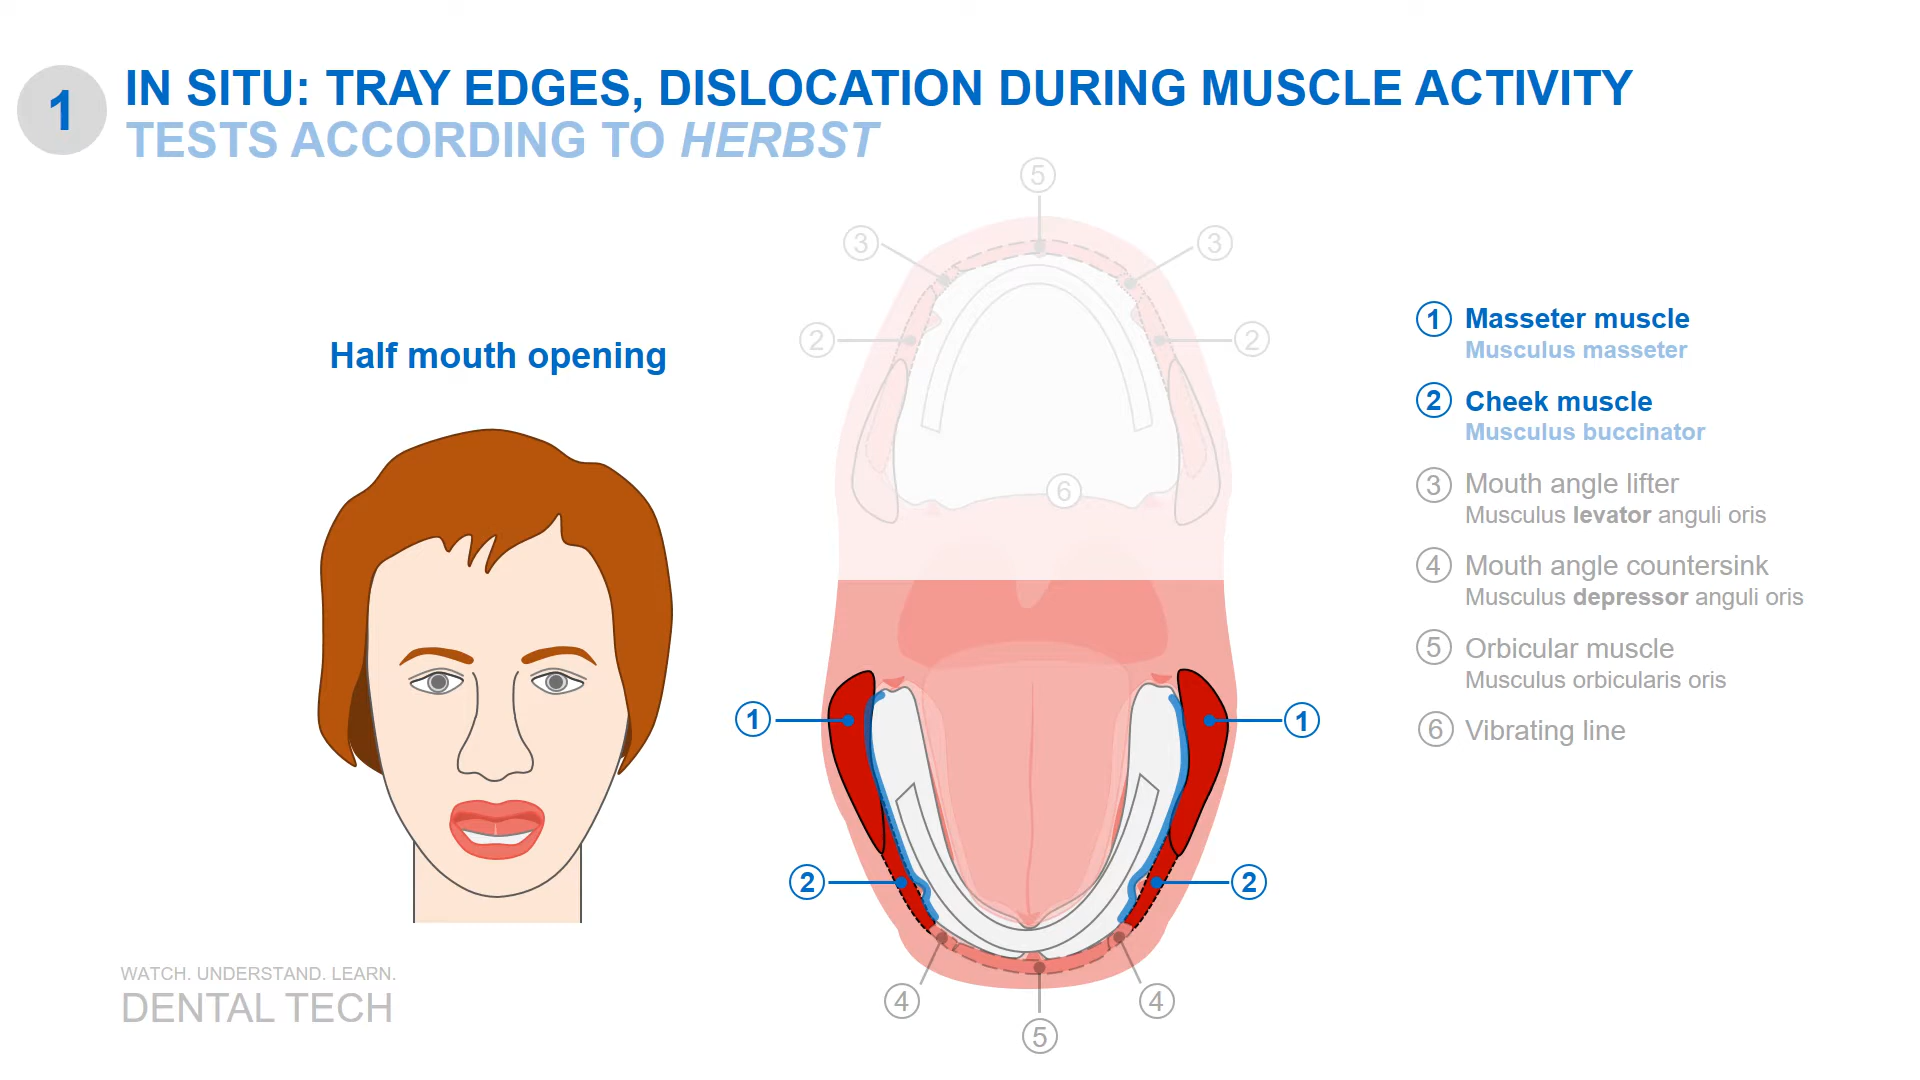 1
IN SITU: TRAY EDGES, DISLOCATION DURING MUSCLE ACTIVITY
TESTS ACCORDING TO HERBST
Half mouth opening
5
3
3
2
2
6
1
1
2
2
4
4
5
1 Masseter muscle
Musculus masseter
2 Cheek muscle
Musculus buccinator
3 Mouth angle lifter
Musculus levator anguli oris
4 Mouth angle countersink
Musculus depressor anguli oris
5 Orbicular muscle
Musculus orbicularis oris
6 Vibrating line
WATCH. UNDERSTAND. LEARN.
DENTAL TECH